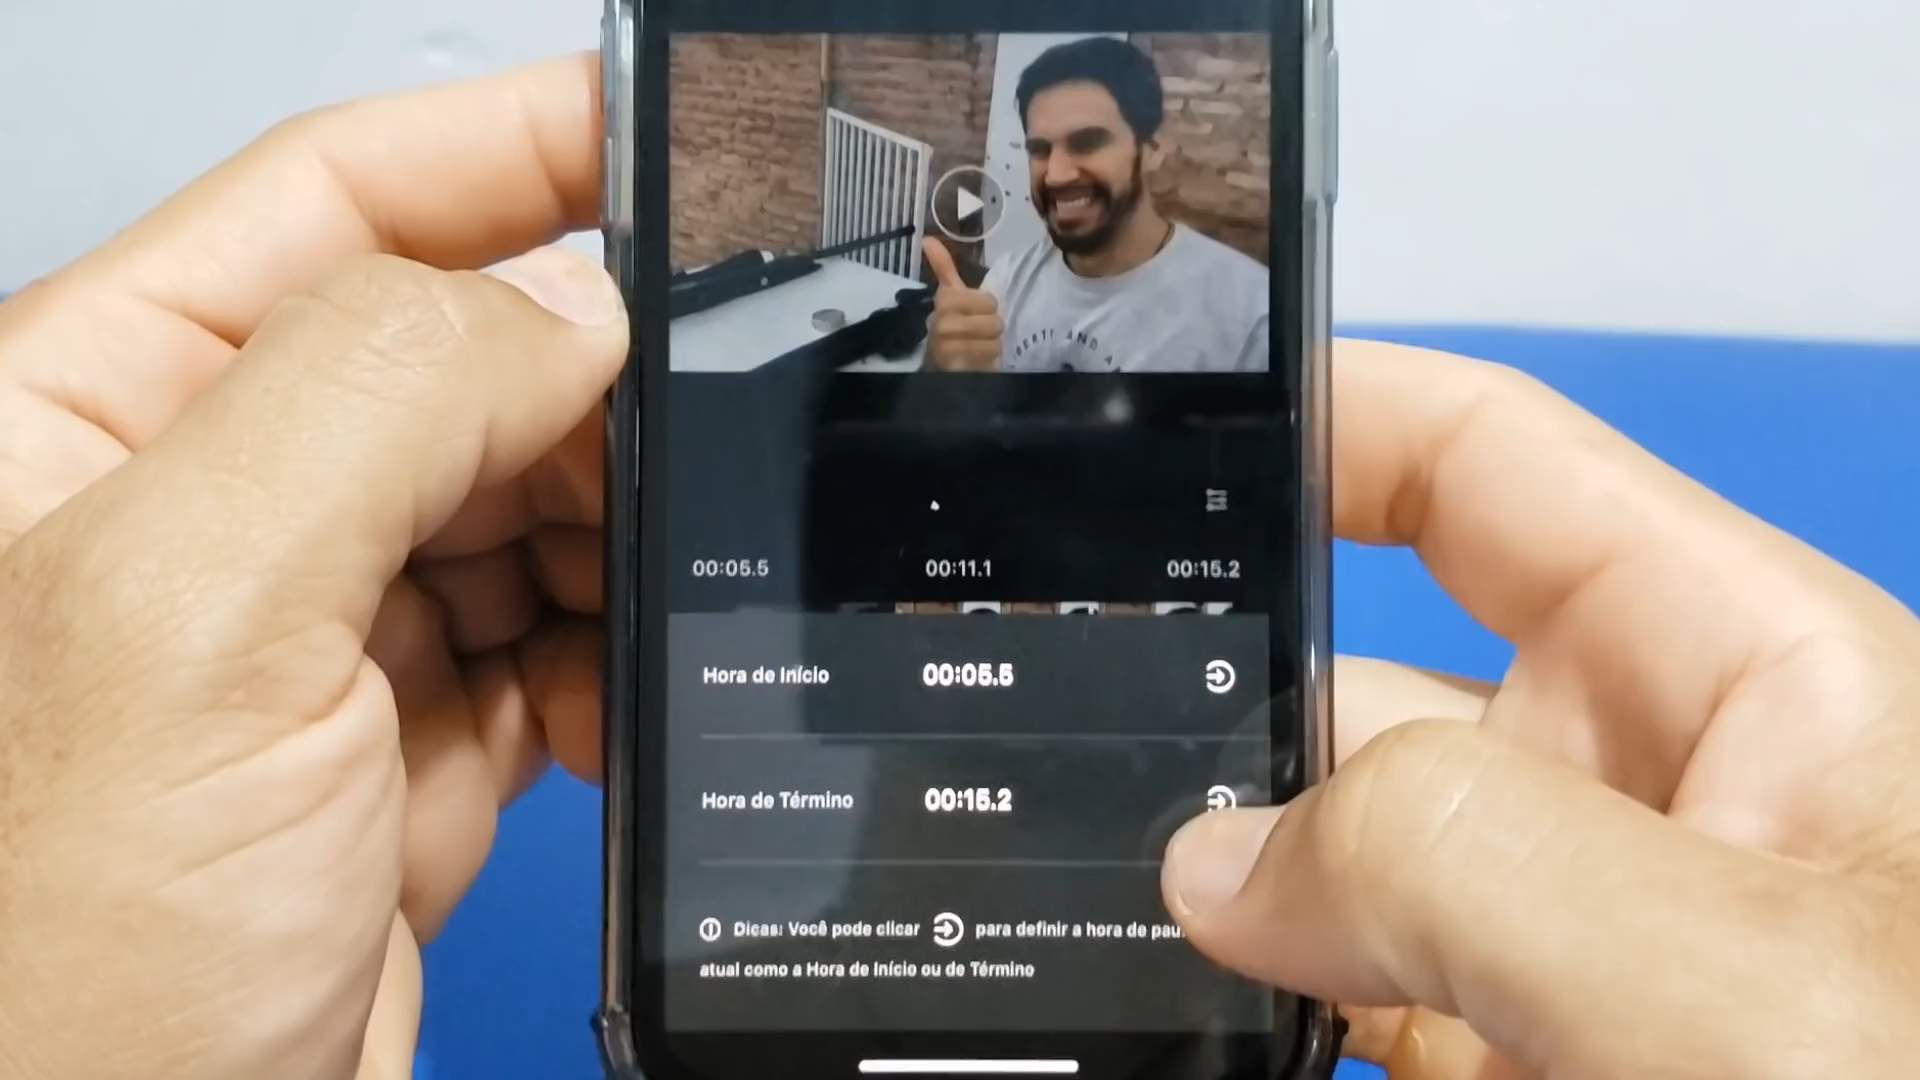 AND A
00:05.5 00:11.1 00:15.2
Hora de Início 00:05.5
Hora de Término 00:15.2
Dicas: Você pode clicar para definir a hora de
atual como a Hora de Início ou de Término